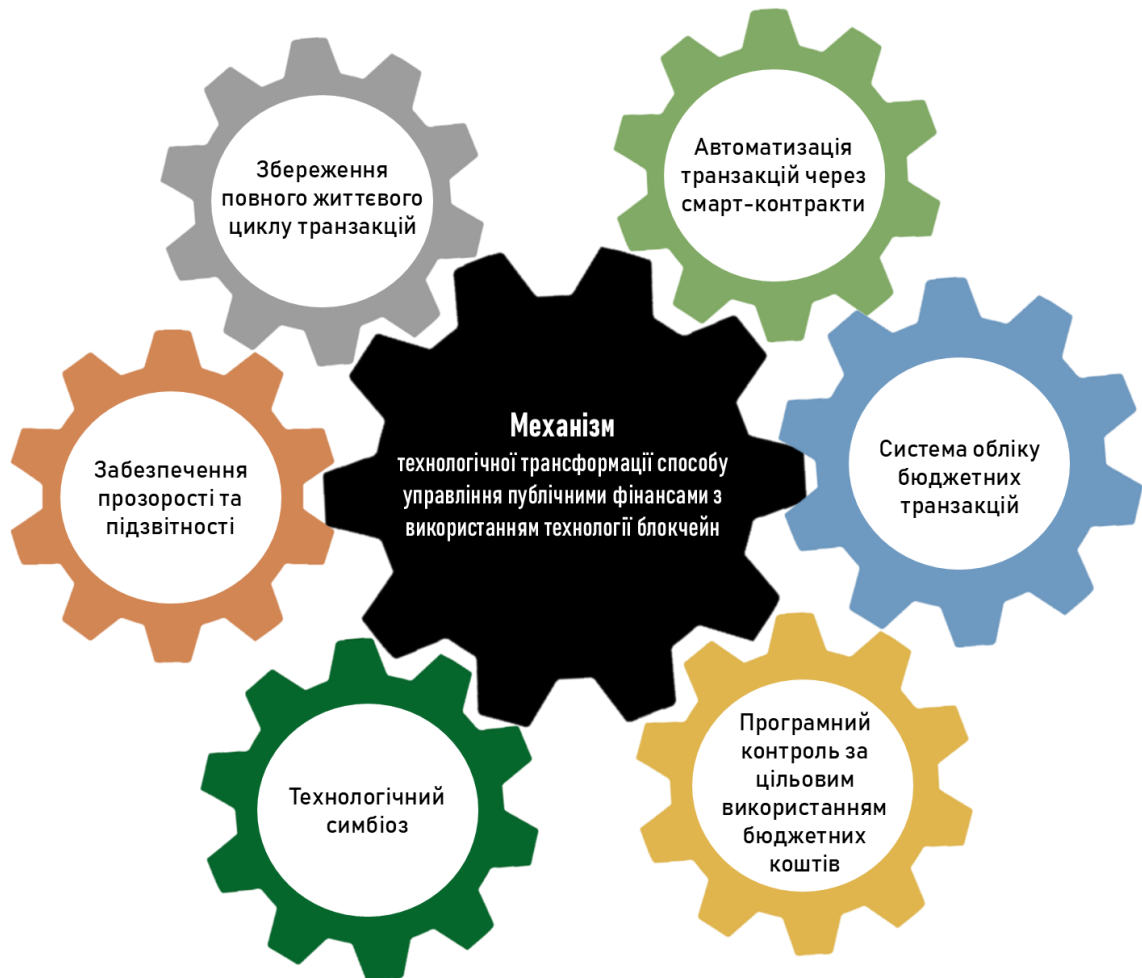 Збереження
повного життєвого
циклу транзакцій
Автоматизація
транзакцій через
смарт-контракти
Механізм
технологічної трансформації способу
управління публічними фінансами з
використанням технології блокчейн
Забезпечення
прозорості та
підзвітності
Система обліку
бюджетних
транзакцій
Технологічний
симбіоз
Програмний
контроль за
цільовим
використанням
бюджетних
коштів